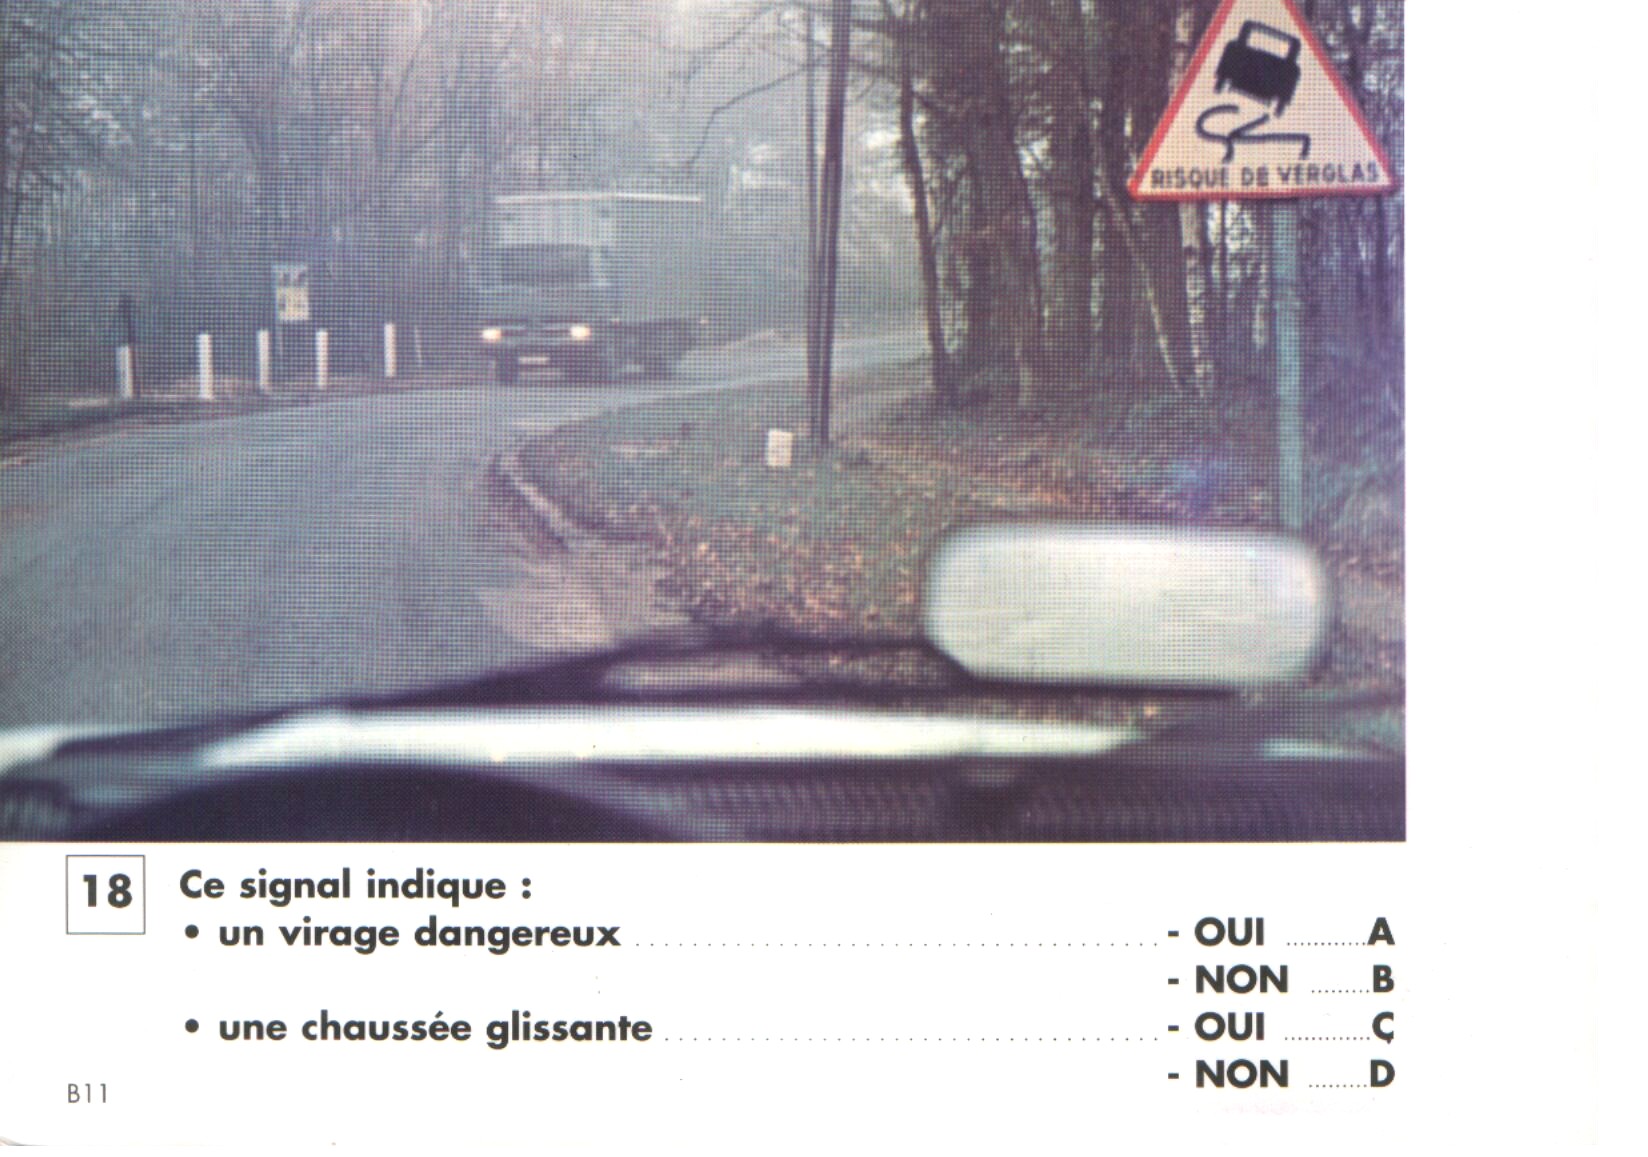 RISQUE DE VERGLAS
18 Ce signal indique :
• un virage dangereux - OUI A
- NON B
• une chaussée glissante - OUI C
- NON D
B11